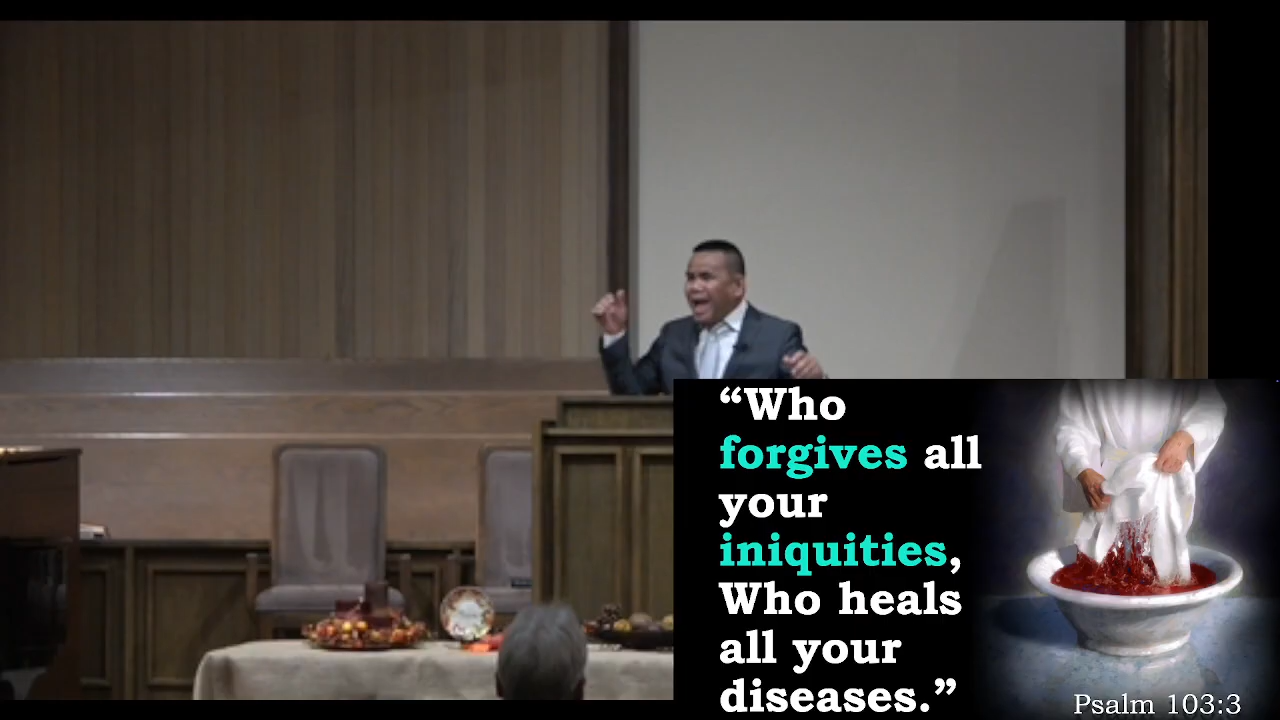 “Who
forgives all
your
iniquities,
Who heals
all your
diseases.”
Psalm 103:3